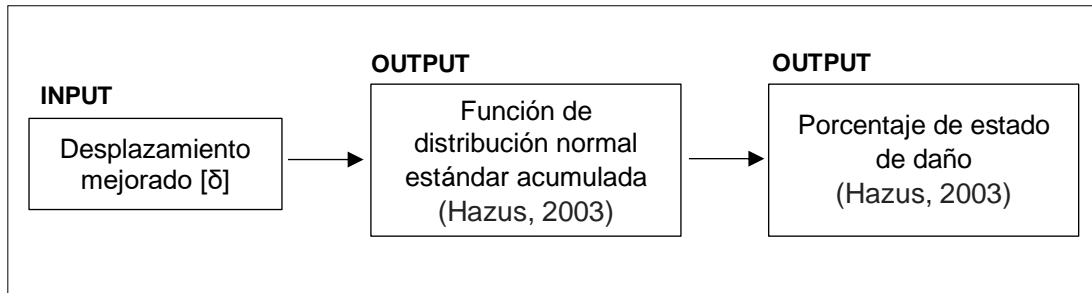 INPUT
Desplazamiento
mejorado [δ]
OUTPUT
Función de
distribución normal
estándar acumulada
(Hazus, 2003)
OUTPUT
Porcentaje de estado
de daño
(Hazus, 2003)